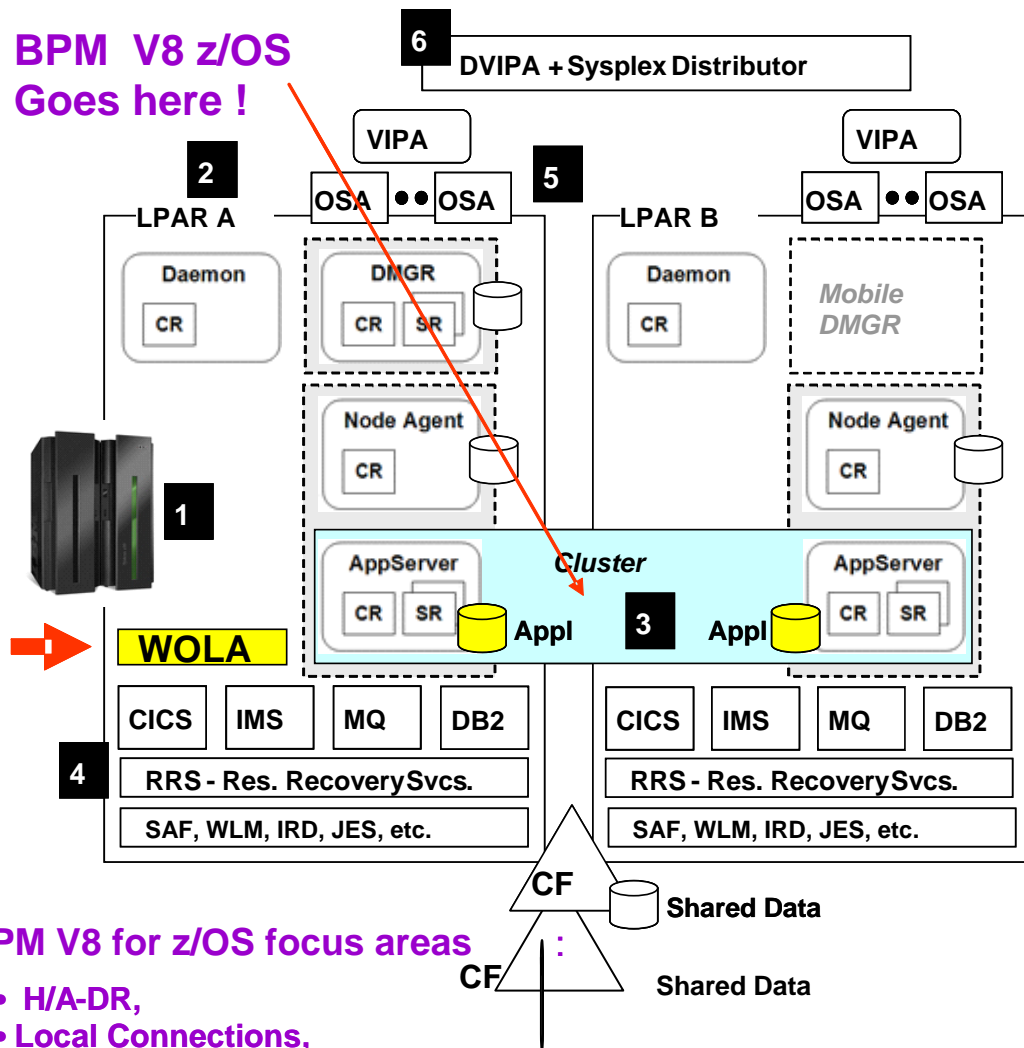 BPM V8 z/OS
Goes here !
6
DVIPA + Sysplex Distributor
VIPA
VIPA
2
5
OSA
OSA
OSA
OSA
LPAR A
LPAR B
Daemon
CR
DMGR
CR
SR
Daemon
CR
Mobile
DMGR
Node Agent
CR
Node Agent
CR
1
AppServer
CR
SR
Cluster
Appl
3
Appl
AppServer
CR
SR
WOLA
CICS
IMS
MQ
DB2
CICS
IMS
MQ
DB2
4
RRS - Res. Recovery Svcs.
RRS - Res. Recovery Svcs.
SAF, WLM, IRD, JES, etc.
SAF, WLM, IRD, JES, etc.
CF
Shared Data
PM V8 for z/OS focus areas
:
CF
Shared Data
• H/A-DR,
• Local Connections,